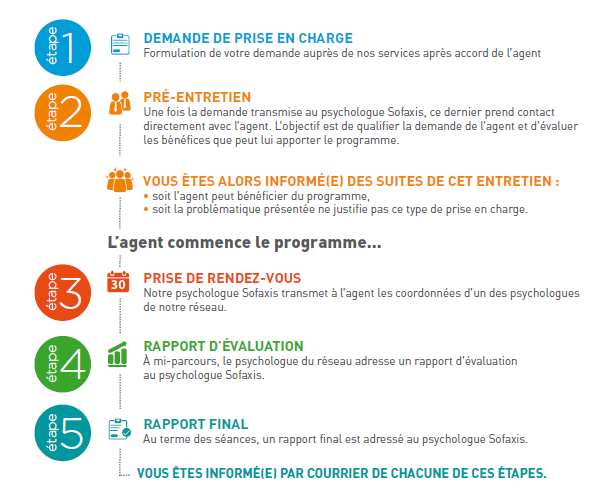 étape 1
DEMANDE DE PRISE EN CHARGE
Formulation de votre demande auprès de nos services après accord de l'agent
étape 2
PRÉ-ENTRETIEN
Une fois la demande transmise au psychologue Sofaxis, ce dernier prend contact
directement avec l'agent. L'objectif est de qualifier la demande de l'agent et d'évaluer
les bénéfices que peut lui apporter le programme.
VOUS ÊTES ALORS INFORMÉ(E) DES SUITES DE CET ENTRETIEN :
• soit l'agent peut bénéficier du programme,
• soit la problématique présentée ne justifie pas ce type de prise en charge.
L'agent commence le programme...
étape 3
30
PRISE DE RENDEZ-VOUS
Notre psychologue Sofaxis transmet à l'agent les coordonnées d'un des psychologues
de notre réseau.
étape 4
RAPPORT D'ÉVALUATION
À mi-parcours, le psychologue du réseau adresse un rapport d'évaluation
au psychologue Sofaxis.
étape 5
RAPPORT FINAL
Au terme des séances, un rapport final est adressé au psychologue Sofaxis.
VOUS ÊTES INFORMÉ(E) PAR COURRIER DE CHACUNE DE CES ÉTAPES.